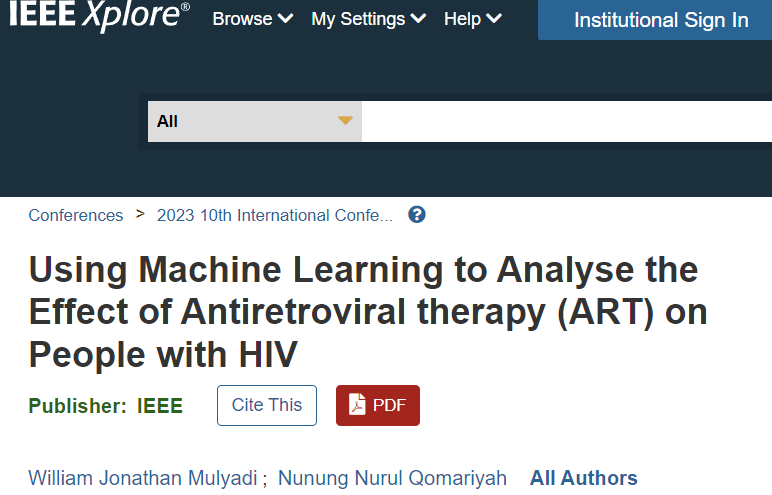 IEEE Xplore® Browse My Settings Help Institutional Sign In
All
Conferences > 2023 10th International Confe... ?
Using Machine Learning to Analyse the
Effect of Antiretroviral therapy (ART) on
People with HIV
Publisher: IEEE Cite This PDF
William Jonathan Mulyadi ; Nunung Nurul Qomariyah All Authors